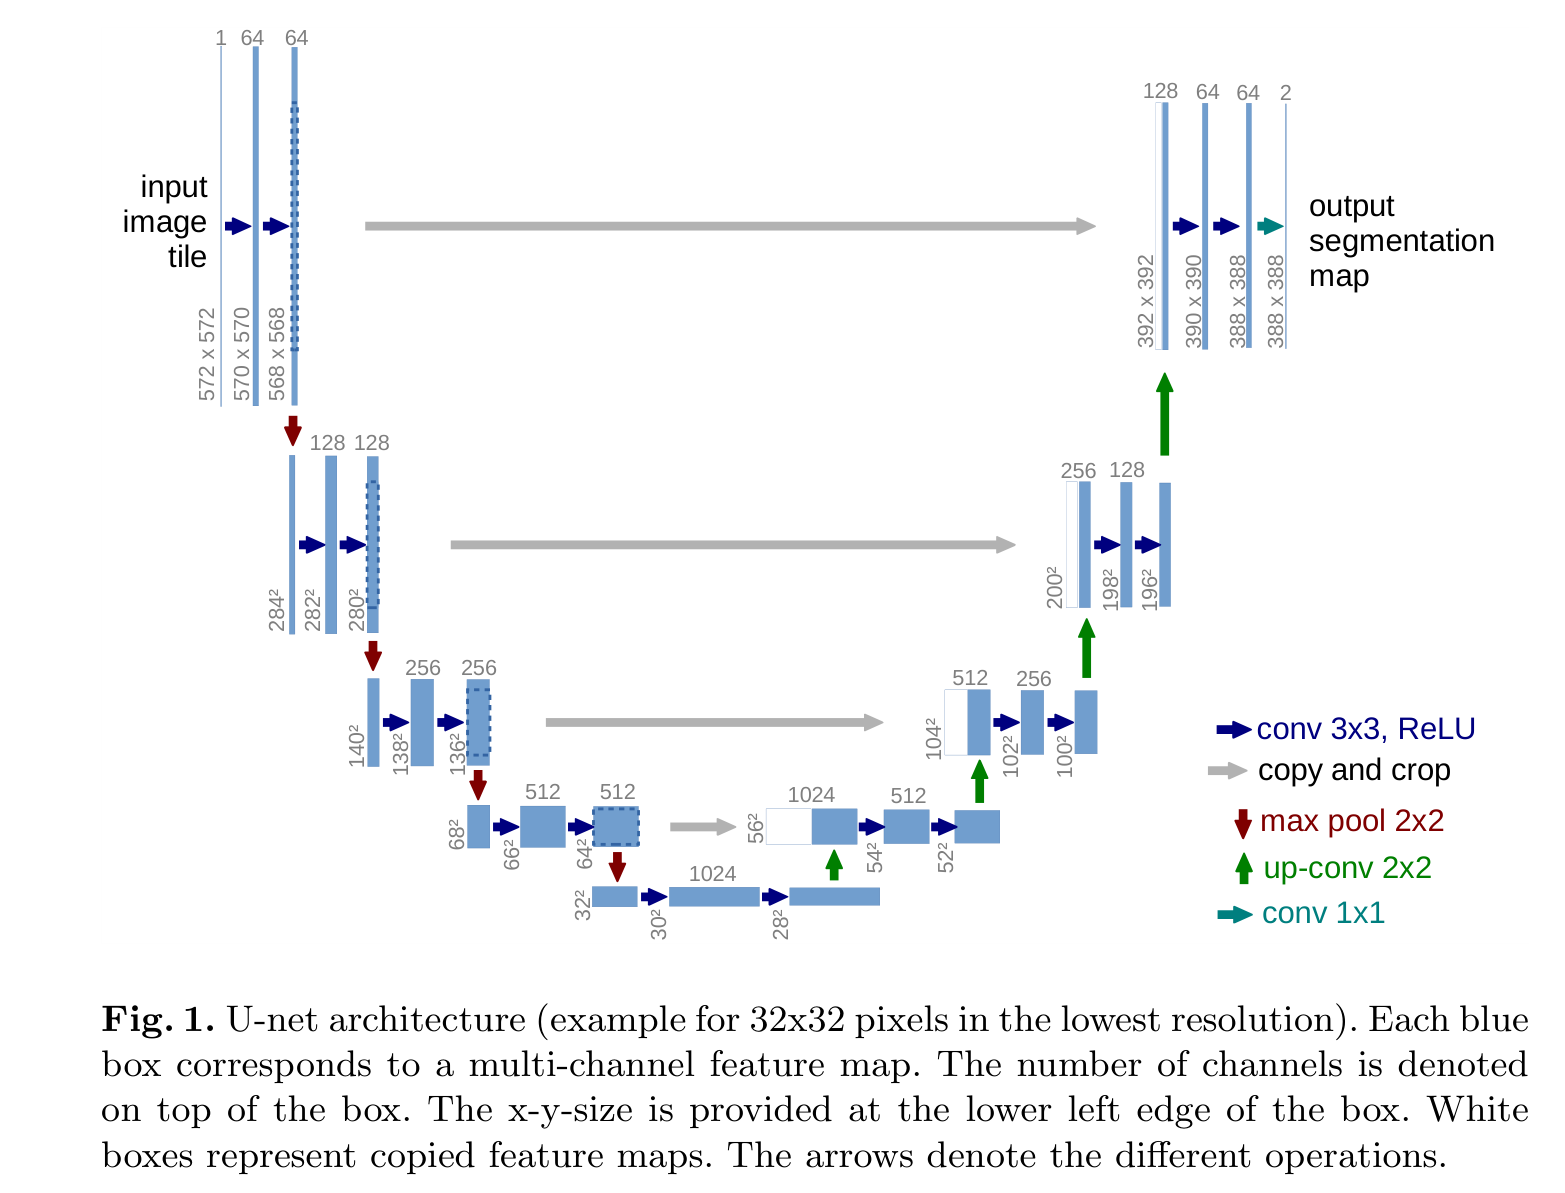 1 64 64
input
image
tile
572 x 572
570 x 570
568 x 568
128 64 64 2
392 x 392
390 x 390
388 x 388
388 x 388
output
segmentation
map
128 128
284²
282²
280²
256 128
200²
198²
196²
256 256
140²
138²
136²
512 256
104²
102²
100²
512 512
68²
66²
64²
1024 512
56²
54²
52²
1024
32²
30²
28²
conv 3x3, ReLU
copy and crop
max pool 2x2
up-conv 2x2
conv 1x1
Fig. 1. U-net architecture (example for 32x32 pixels in the lowest resolution). Each blue
box corresponds to a multi-channel feature map. The number of channels is denoted
on top of the box. The x-y-size is provided at the lower left edge of the box. White
boxes represent copied feature maps. The arrows denote the different operations.